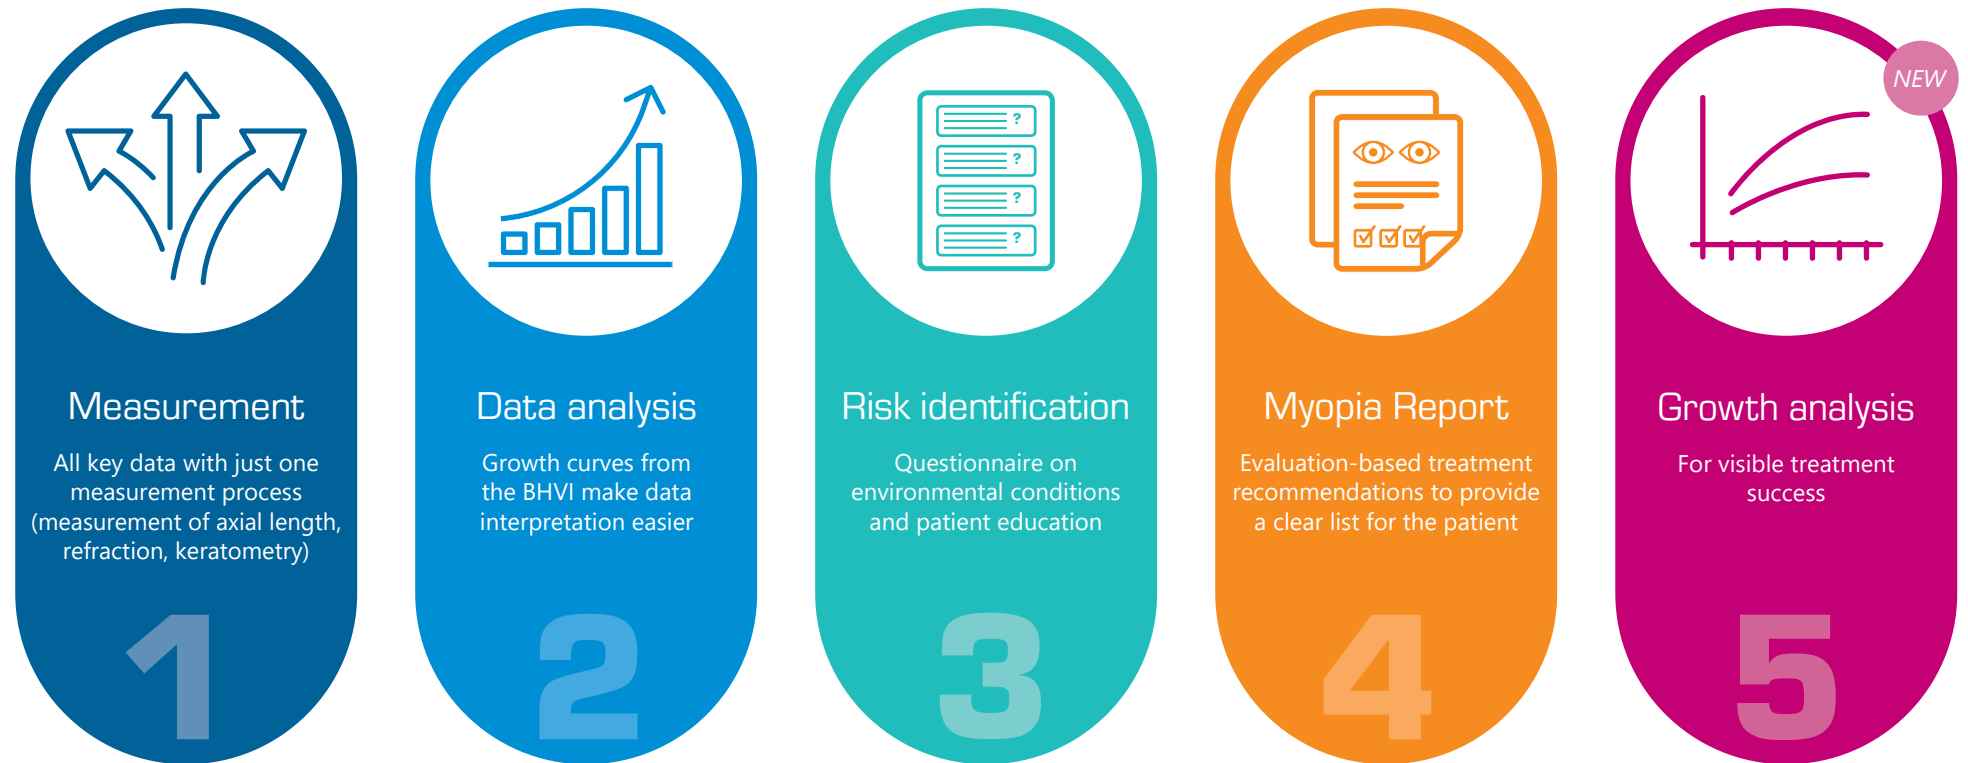 NEW
?
?
?
?
Measurement
All key data with just one
measurement process
(measurement of axial length,
refraction, keratometry)
1
Data analysis
Growth curves from
the BHVI make data
interpretation easier
2
Risk identification
Questionnaire on
environmental conditions
and patient education
3
Myopia Report
Evaluation-based treatment
recommendations to provide
a clear list for the patient
4
Growth analysis
For visible treatment
success
5